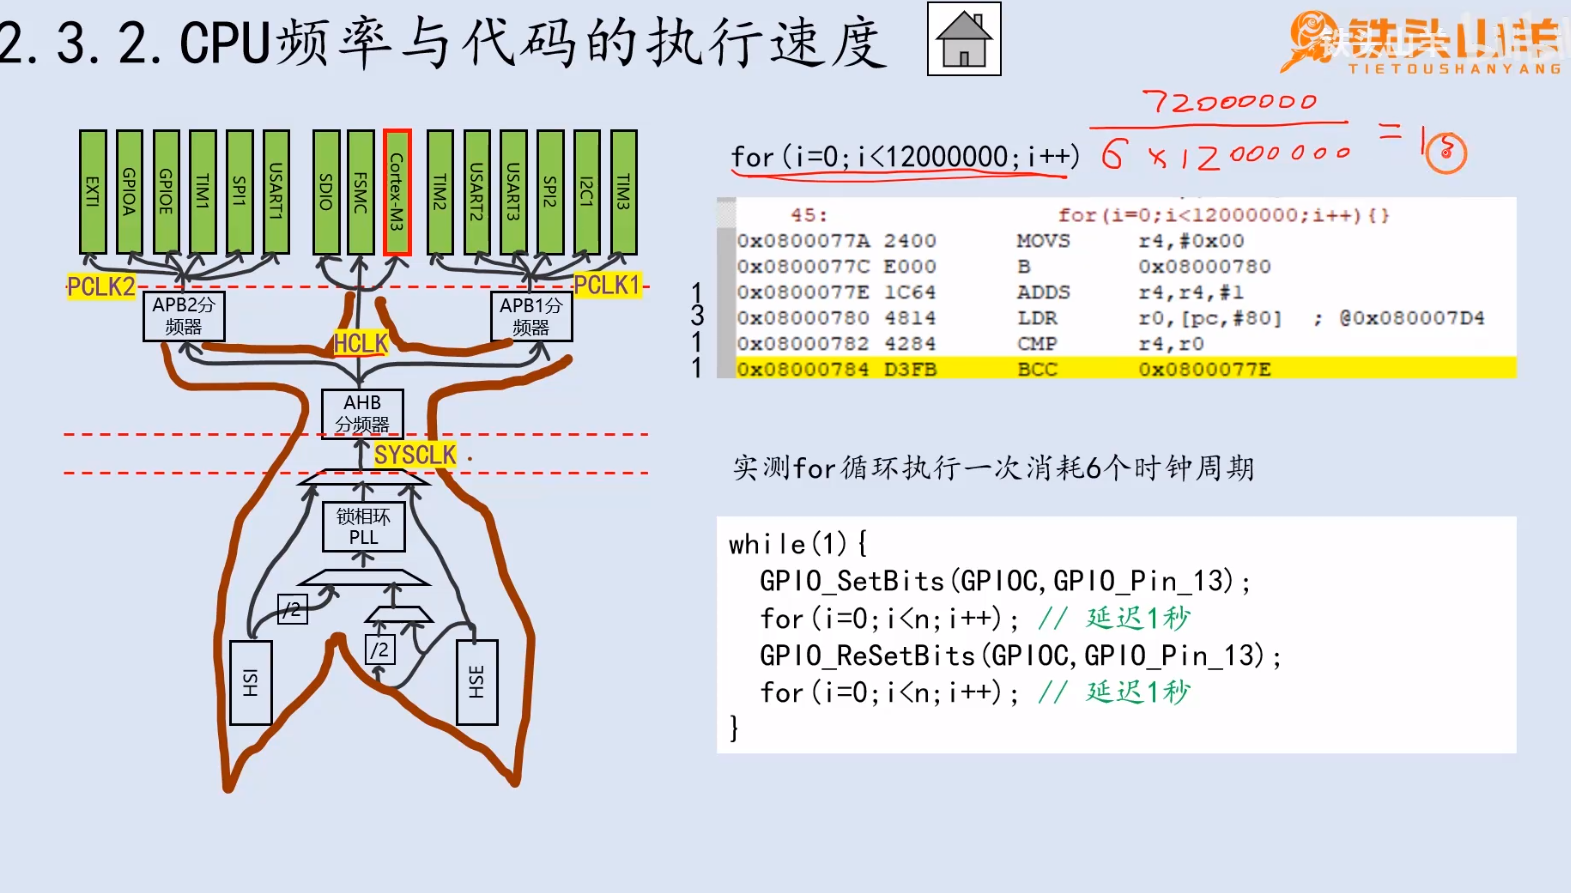 2.3.2.CPU频率与代码的执行速度
铁头山羊
TIETOUSHANYANG
EXTI
GPIOA
GPIOE
TIM1
SPI1
USART1
SDIO
FSMC
Cortex-M3
TIM2
USART2
USART3
SPI2
I2C1
TIM3
PCLK2
PCLK1
APB2分
频器
APB1分
频器
HCLK
AHB
分频器
SYSCLK
锁相环
PLL
/2
/2
HSI
HSE
72000000
for(i=0;i<12000000;i++)
6×12000000
=1
45: for(i=0;i<12000000;i++){}
0x0800077A 2400 MOVS r4,#0x00
0x0800077C E000 B 0x08000780
1 0x0800077E 1C64 ADDS r4,r4,#1
3 0x08000780 4814 LDR r0,[pc,#80] ; @0x080007D4
1 0x08000782 4284 CMP r4,r0
1 0x08000784 D3FB BCC 0x0800077E
实测for循环执行一次消耗6个时钟周期
while(1){
GPIO_SetBits(GPIOC,GPIO_Pin_13);
for(i=0;i<n;i++); // 延迟1秒
GPIO_ReSetBits(GPIOC,GPIO_Pin_13);
for(i=0;i<n;i++); // 延迟1秒
}